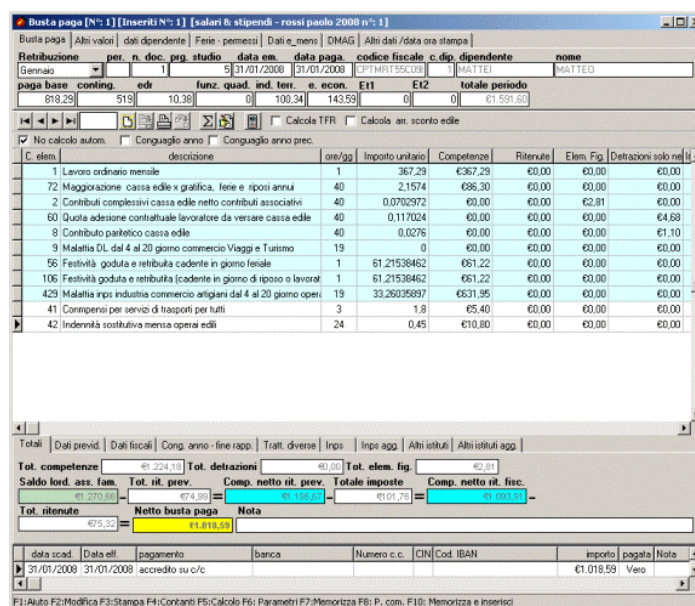 Busta paga [N°: 1] [Inseriti N°: 1] [salari & stipendi - rossi paolo 2008 n°: 1]
Busta paga Altri valori dati dipendente Ferie - permessi Dati e_mens DMAG Altri dati /data ora stampa
Retribuzione per. n. doc. prg. studio data em. data paga. codice fiscale c.dip. dipendente nome
Gennaio 1 5 31/01/2008 31/01/2008 CPTMRT55C09 1 MATTEI MATTEO
paga base conting. edr funz. quad. ind. terr. e. econ. Et1 Et2 totale periodo
818,29 519 10,38 0 100,34 143,59 0 0 €1.591,60
Calcola TFR Calcola arr. sconto edile
No calcolo autom. Conguaglio anno Conguaglio anno prec.
C. elem. descrizione ore/gg Importo unitario Competenze Ritenute Elem. Fig. Detrazioni solo ne
1 Lavoro ordinario mensile 1 367,29 €367,29 €0,00 €0,00 €0,00
72 Maggiorazione cassa edile x gratifica, ferie e riposi annui 40 2,1574 €86,30 €0,00 €0,00 €0,00
2 Contributi complessivi cassa edile netto contributi associativi 40 0,0702972 €0,00 €0,00 €2,81 €0,00
60 Quota adesione contrattuale lavoratore da versare cassa edile 40 0,117024 €0,00 €0,00 €0,00 €4,68
8 Contributo paritetico cassa edile 40 0,0276 €0,00 €0,00 €0,00 €1,10
9 Malattia DL dal 4 al 20 giorno commercio Viaggi e Turismo 19 0 €0,00 €0,00 €0,00 €0,00
56 Festività goduta e retribuita cadente in giorno feriale 1 61,21538462 €61,22 €0,00 €0,00 €0,00
106 Festività goduta e retribuita (cadente in giorno di riposo o lavorat 1 61,21538462 €61,22 €0,00 €0,00 €0,00
429 Malattia inps industria commercio artigiani dal 4 al 20 giorno opera 19 33,26035897 €631,95 €0,00 €0,00 €0,00
41 Conmpensi per servizi di trasporti per tutti 3 1,8 €5,40 €0,00 €0,00 €0,00
42 Indennità sostitutiva mensa operai edili 24 0,45 €10,80 €0,00 €0,00 €0,00
Totali Dati previd. Dati fiscali Cong. anno - fine rapp. Tratt. diverse Inps Inps agg. Altri istituti Altri istituti agg.
Tot. competenze €1.224,18 Tot. detrazioni €0,00 Tot. elem. fig. €2,81
Saldo lord. ass. fam. Tot. rit. prev. Comp. netto rit. prev. Totale imposte Comp. netto rit. fisc.
€1.270,66 - €74,99 = €1.195,67 - €101,76 = €1.093,91 -
Tot. ritenute Netto busta paga Nota
€75,32 = €1.018,59
data scad. Data eff. pagamento banca Numero c.c. CIN Cod. IBAN importo pagata Nota
31/01/2008 31/01/2008 accredito su c/c €1.018,59 Vero
F1:Aiuto F2:Modifica F3:Stampa F4:Contanti F5:Calcolo F6: Parametri F7:Memorizza F8: P. com. F10: Memorizza e inserisci